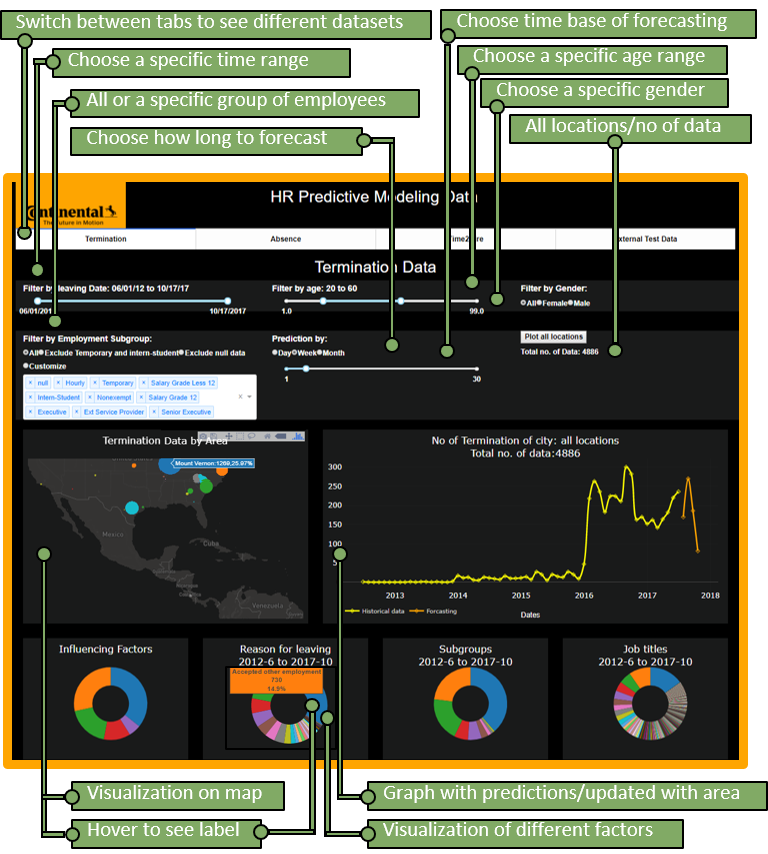 Switch between tabs to see different datasets
Choose time base of forecasting
Choose a specific time range
Choose a specific age range
All or a specific group of employees
Choose a specific gender
Choose how long to forecast
All locations/no of data
Continental
The Future in Motion
HR Predictive Modeling Data
Termination
Absence
External Test Data
Termination Data
Filter by leaving Date: 06/01/12 to 10/17/17
Filter by age: 20 to 60
Filter by Gender:
All Female Male
10/17/2017
1.0
99.0
Filter by Employment Subgroup:
Prediction by:
Plot all locations
All Exclude Temporary and intern-student Exclude null data
Day Week Month
Total no. of Data: 4886
Customize
1
30
× null × Hourly × Temporary × Salary Grade Less 12
× Intern-Student × Nonexempt × Salary Grade 12
× Executive × Ext Service Provider × Senior Executive
Termination Data by Area
Mount Vernon: 1269,25.97%
Mexico
Cuba
Venezuela
No of Termination of city: all locations
Total no. of data:4886
300
250
200
150
100
2013
2014
2015
2016
2017
2018
Dates
Historical data
Forcasting
Influencing Factors
Reason for leaving
2012-6 to 2017-10
Accepted other employment
730
14.9%
Subgroups
2012-6 to 2017-10
Job titles
2012-6 to 2017-10
Visualization on map
Graph with predictions/updated with area
Hover to see label
Visualization of different factors